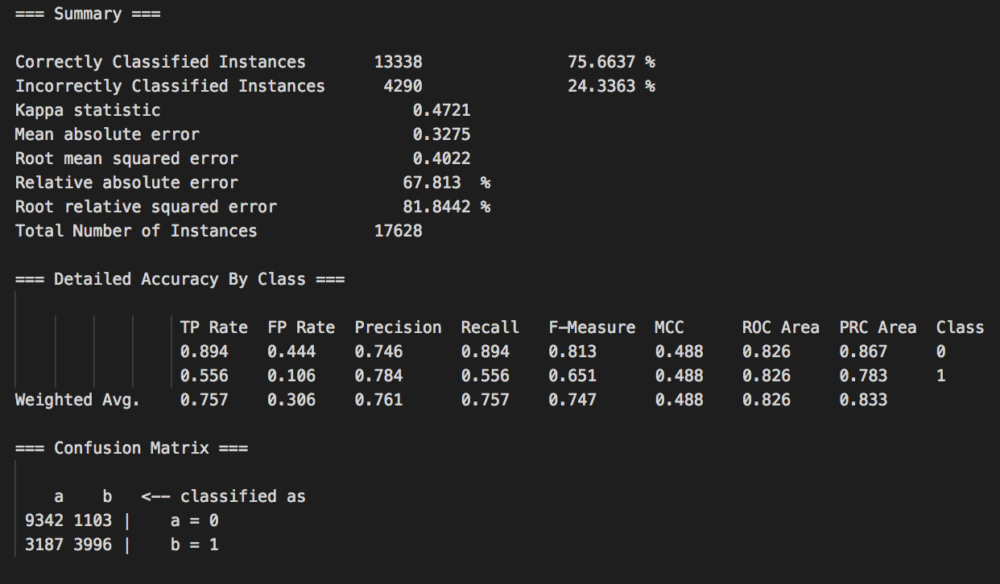 === Summary ===
Correctly Classified Instances 13338 75.6637 %
Incorrectly Classified Instances 4290 24.3363 %
Kappa statistic 0.4721
Mean absolute error 0.3275
Root mean squared error 0.4022
Relative absolute error 67.813 %
Root relative squared error 81.8442 %
Total Number of Instances 17628
=== Detailed Accuracy By Class ===
TP Rate FP Rate Precision Recall F-Measure MCC ROC Area PRC Area Class
0.894 0.444 0.746 0.894 0.813 0.488 0.826 0.867 0
0.556 0.106 0.784 0.556 0.651 0.488 0.826 0.783 1
Weighted Avg. 0.757 0.306 0.761 0.757 0.747 0.488 0.826 0.833
=== Confusion Matrix ===
a b <-- classified as
9342 1103 | a = 0
3187 3996 | b = 1